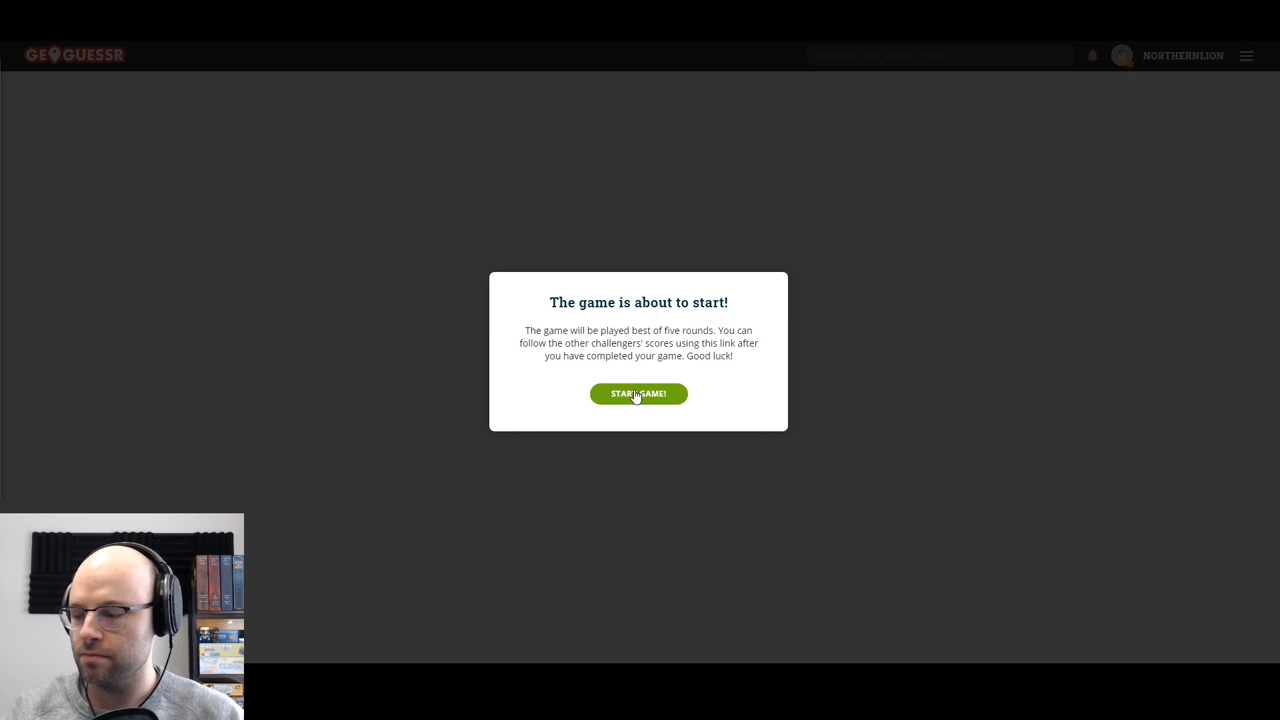 GEOGUESSR
NORTHERNLION
The game is about to start!
The game will be played best of five rounds. You can
follow the other challengers' scores using this link after
you have completed your game. Good luck!
START GAME!